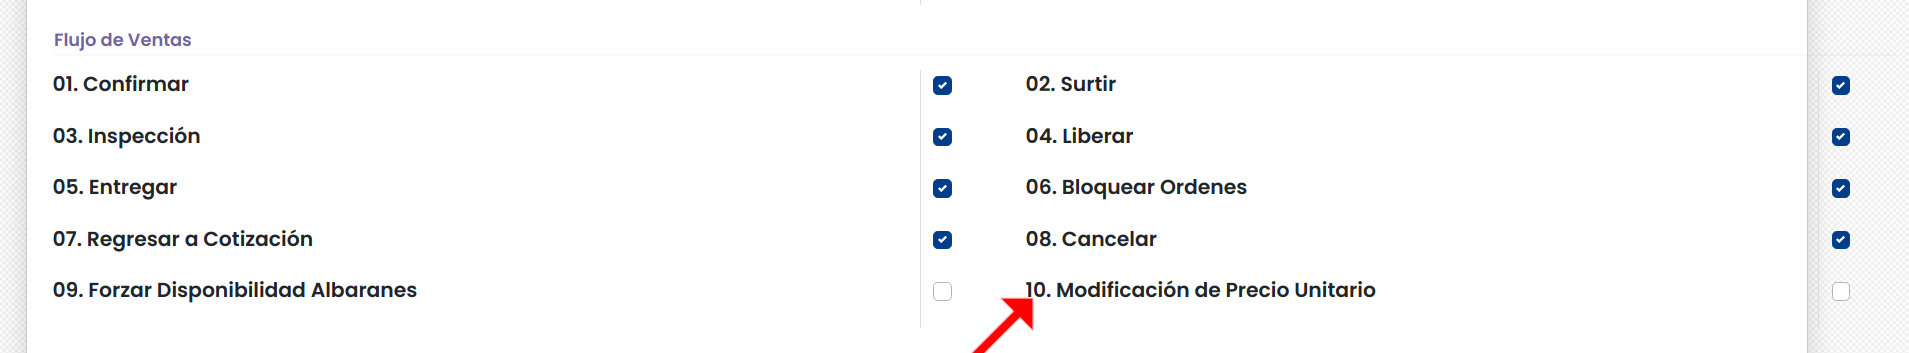 Flujo de Ventas
01. Confirmar
02. Surtir
03. Inspección
04. Liberar
05. Entregar
06. Bloquear Ordenes
07. Regresar a Cotización
08. Cancelar
09. Forzar Disponibilidad Albaranes
10. Modificación de Precio Unitario